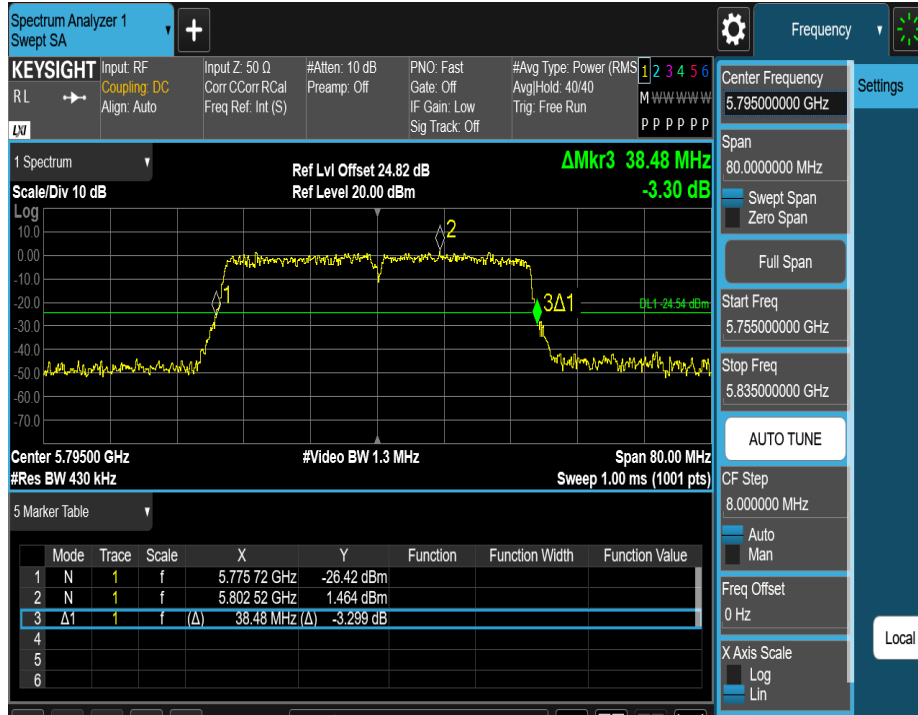 Spectrum Analyzer 1
Swept SA
+
Frequency
KEYSIGHT
R L
LXI
Input: RF
Coupling: DC
Align: Auto
Input Z: 50 Ω
Corr CCorr RCal
Freq Ref: Int (S)
#Atten: 10 dB
Preamp: Off
PNO: Fast
Gate: Off
IF Gain: Low
Sig Track: Off
#Avg Type: Power (RMS
Avg|Hold: 40/40
Trig: Free Run
1 2 3 4 5 6
M W W W W W
P P P P P P
1 Spectrum
Scale/Div 10 dB
Ref Lvl Offset 24.82 dB
Ref Level 20.00 dBm
ΔMkr3 38.48 MHz
-3.30 dB
Log
10.0
0.00
-10.0
-20.0
-30.0
-40.0
-50.0
-60.0
-70.0
1
2
3Δ1
DL1 -24.54 dBm
Center 5.79500 GHz
#Video BW 1.3 MHz
Span 80.00 MHz
#Res BW 430 kHz
Sweep 1.00 ms (1001 pts)
5 Marker Table
Mode Trace Scale X Y Function Function Width Function Value
1 N 1 f 5.775 72 GHz -26.42 dBm
2 N 1 f 5.802 52 GHz 1.464 dBm
3 Δ1 1 f (Δ) 38.48 MHz (Δ) -3.299 dB
4
5
6
Center Frequency
5.795000000 GHz
Span
80.0000000 MHz
Swept Span
Zero Span
Full Span
Start Freq
5.755000000 GHz
Stop Freq
5.835000000 GHz
AUTO TUNE
CF Step
8.000000 MHz
Auto
Man
Freq Offset
0 Hz
X Axis Scale
Log
Lin
Settings
Local